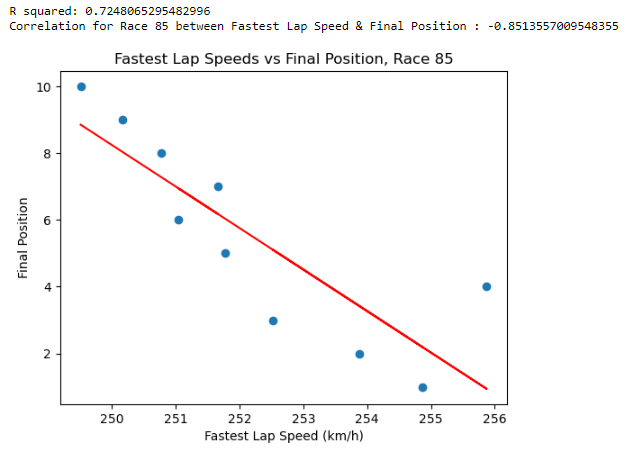 R squared: 0.7248065295482996
Correlation for Race 85 between Fastest Lap Speed & Final Position : -0.8513557009548355
Fastest Lap Speeds vs Final Position, Race 85
10
8
6
4
2
Final Position
250 251 252 253 254 255 256
Fastest Lap Speed (km/h)